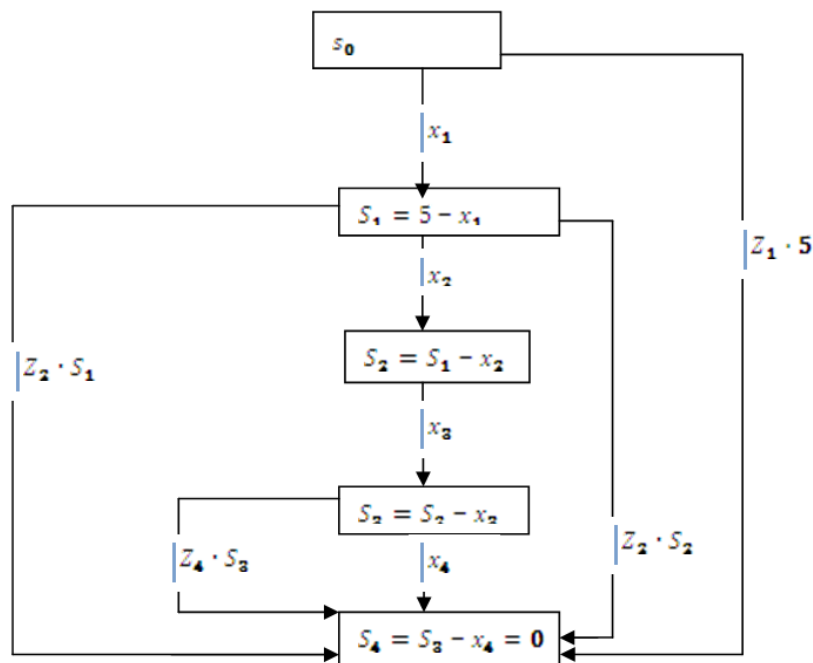 s₀
x₁
S₁ = 5 − x₁
Z₁ · 5
x₂
S₂ = S₁ − x₂
Z₂ · S₁
x₃
S₃ = S₂ − x₃
Z₄ · S₃
x₄
Z₂ · S₂
S₄ = S₃ − x₄ = 0